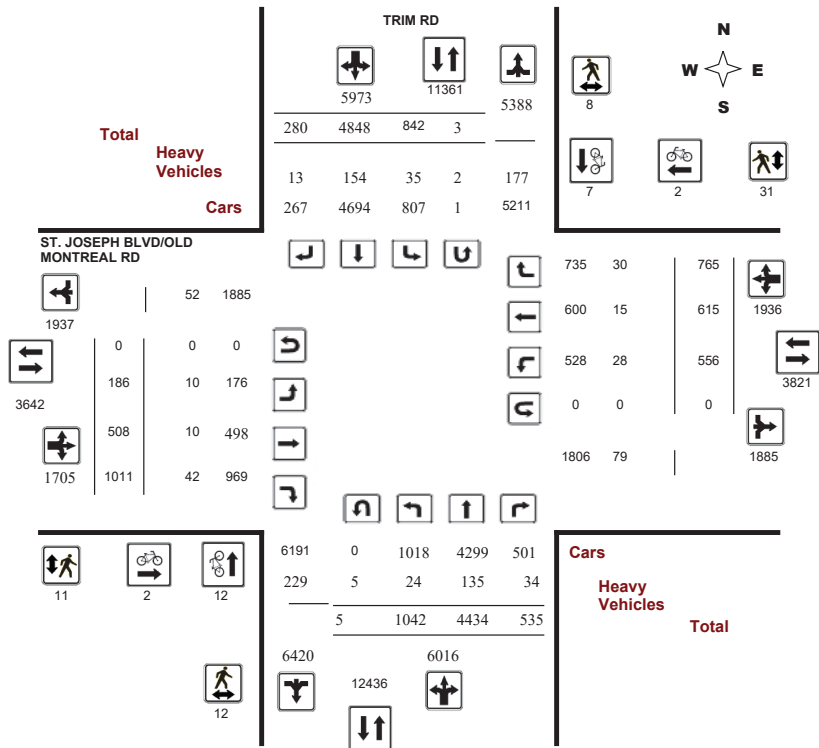 TRIM RD
N
W E
S
5973
11361
5388
8
280 4848 842 3
Total
Heavy
Vehicles
13 154 35 2 177
7 2 31
Cars
267 4694 807 1 5211
ST. JOSEPH BLVD/OLD
MONTREAL RD
735 30 765
52 1885
1937
600 15 615 1936
0 0 0
528 28 556
186 10 176
3821
3642
0 0 0
508 10 498
1806 79 1885
1705 1011 42 969
6191 0 1018 4299 501
Cars
229 5 24 135 34
Heavy
Vehicles
11 2 12
5 1042 4434 535
Total
6420 6016
12436
12